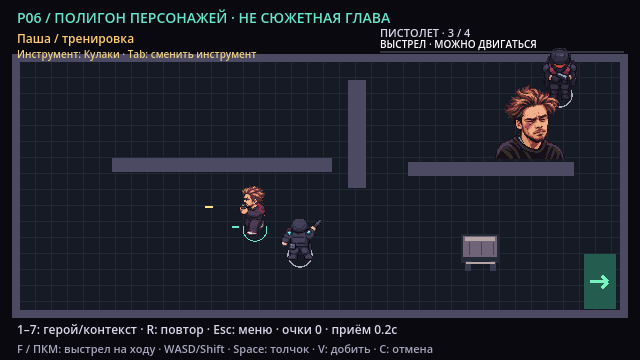 P06 / ПОЛИГОН ПЕРСОНАЖЕЙ · НЕ СЮЖЕТНАЯ ГЛАВА
Паша / тренировка
ПИСТОЛЕТ · 3 / 4
ВЫСТРЕЛ · МОЖНО ДВИГАТЬСЯ
Инструмент: Кулаки · Tab: сменить инструмент
1–7: герой/контекст · R: повтор · Esc: меню · очки 0 · приём 0.2с
F / ПКМ: выстрел на ходу · WASD/Shift · Space: толчок · V: добить · C: отмена